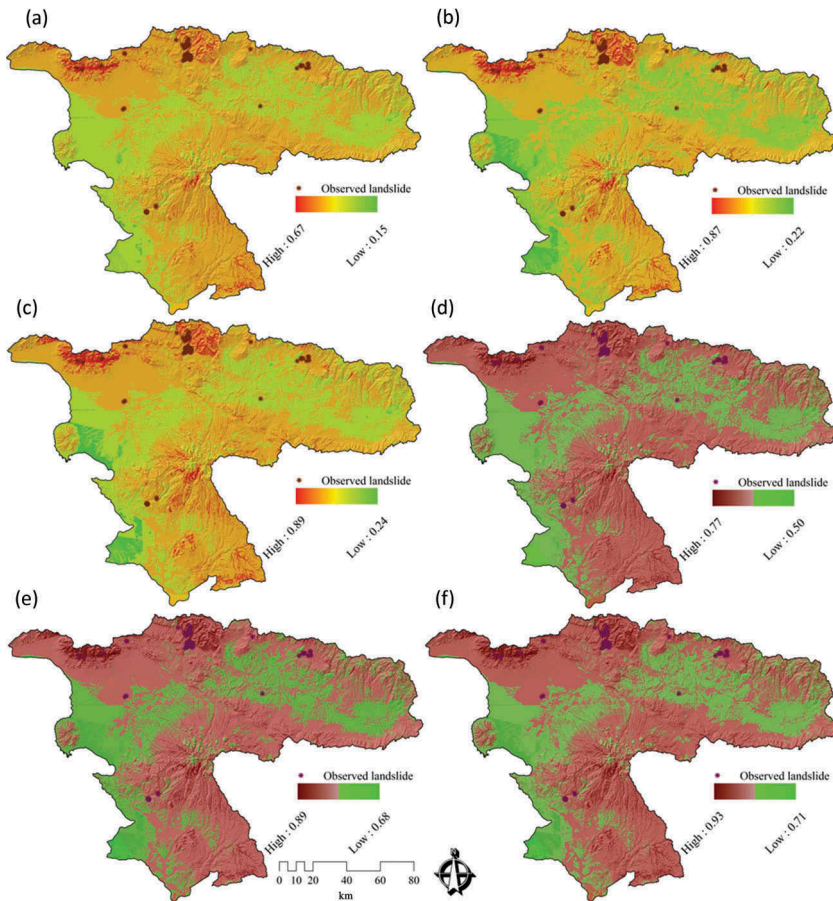 (a)
Observed landslide
High : 0.67
Low : 0.15
(b)
Observed landslide
High : 0.87
Low : 0.22
(c)
Observed landslide
High : 0.89
Low : 0.24
(d)
Observed landslide
High : 0.77
Low : 0.50
(e)
Observed landslide
High : 0.89
Low : 0.68
(f)
Observed landslide
High : 0.93
Low : 0.71
0 10 20 40 60 80
km